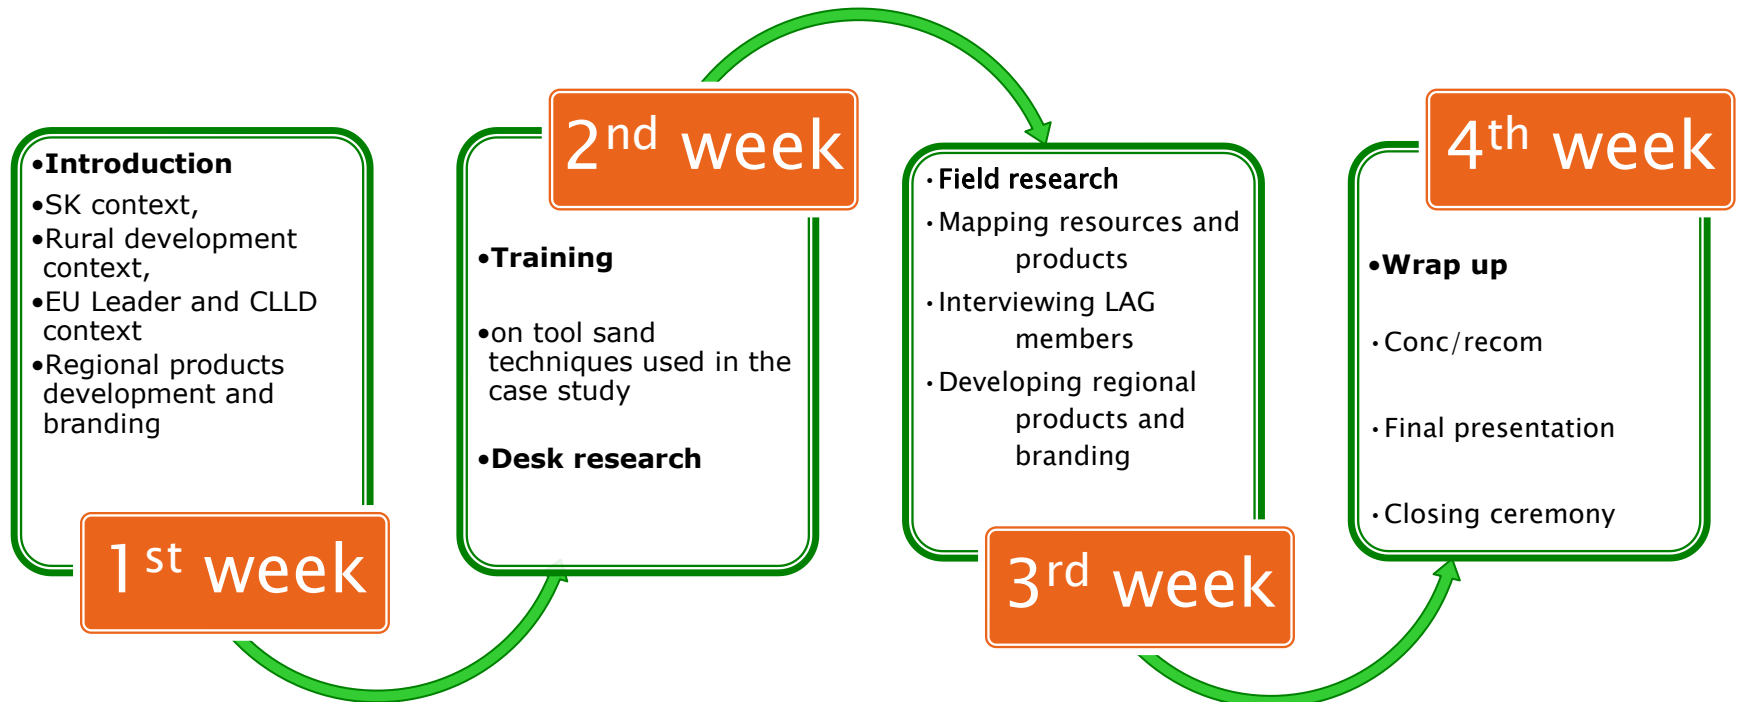 •Introduction
•SK context,
•Rural development
context,
•EU Leader and CLLD
context
•Regional products
development and
branding
1st week
2nd week
•Training
•on tool sand
techniques used in the
case study
•Desk research
·Field research
·Mapping resources and
products
·Interviewing LAG
members
·Developing regional
products and
branding
3rd week
4th week
•Wrap up
·Conc/recom
·Final presentation
·Closing ceremony